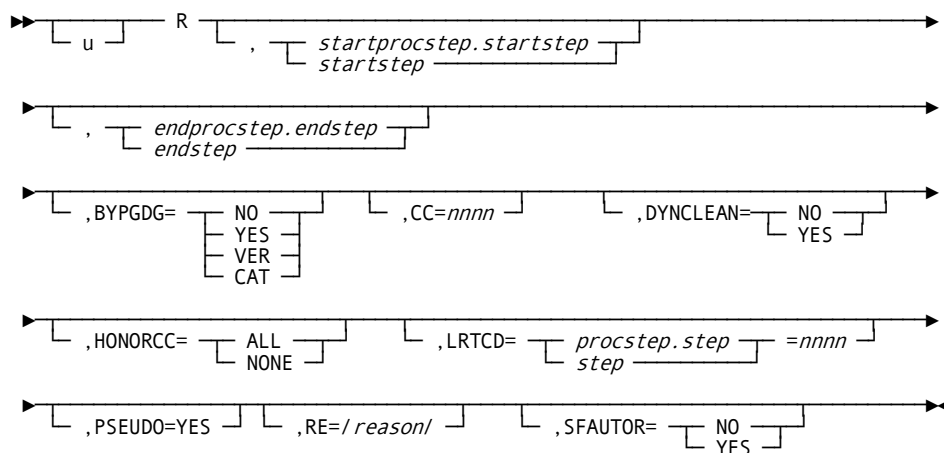 R , startprocstep.startstep
u startstep
, endprocstep.endstep
endstep
,BYPGDG= NO ,CC=nnnn ,DYNCLEAN= NO
YES YES
VER
CAT
,HONORCC= ALL ,LRTCD= procstep.step =nnnn
NONE step
,PSEUDO=YES ,RE=/reason/ ,SFAUTOR= NO
YES